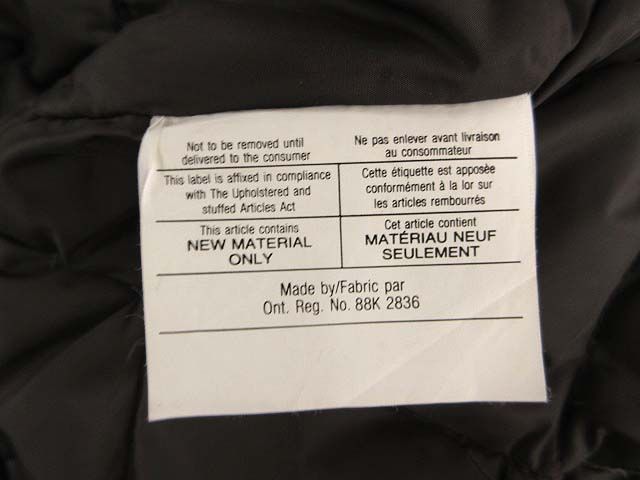 Not to be removed until
delivered to the consumer
Ne pas enlever avant livraison
au consommateur
This label is affixed in compliance
with The Upholstered and
stuffed Articles Act
Cette étiquette est apposée
conformément à la lor sur
les articles rembourrés
This article contains
NEW MATERIAL
ONLY
Cet article contient
MATÉRIAU NEUF
SEULEMENT
Made by/Fabric par
Ont. Reg. No. 88K 2836